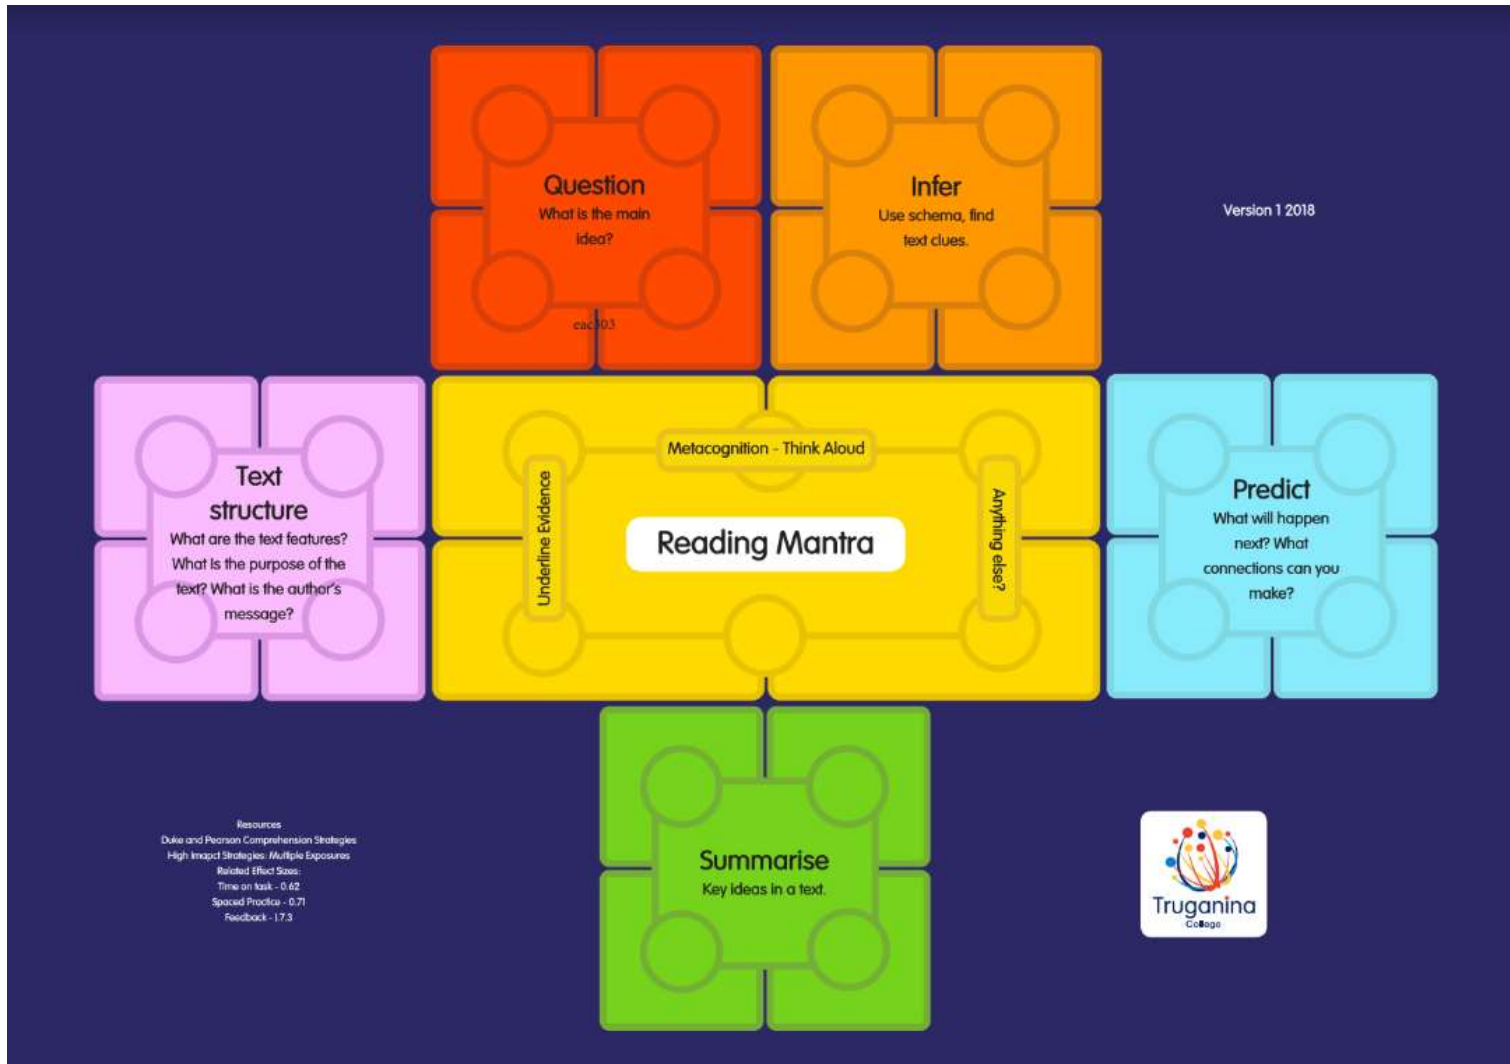 Question
What is the main
idea?
eac303
Infer
Use schema, find
text clues.
Version 1 2018
Text
structure
What are the text features?
What Is the purpose of the
text? What is the author's
message?
Metacognition - Think Aloud
Underline Evidence
Reading Mantra
Anything else?
Predict
What will happen
next? What
connections can you
make?
Summarise
Key ideas in a text.
Resources
Duke and Pearson Comprehension Strategies
High Imapct Strategies: Multiple Exposures
Related Effect Sizes:
Time on task - 0.62
Spaced Practice - 0.71
Feedback - 1.7.3
Truganina
College